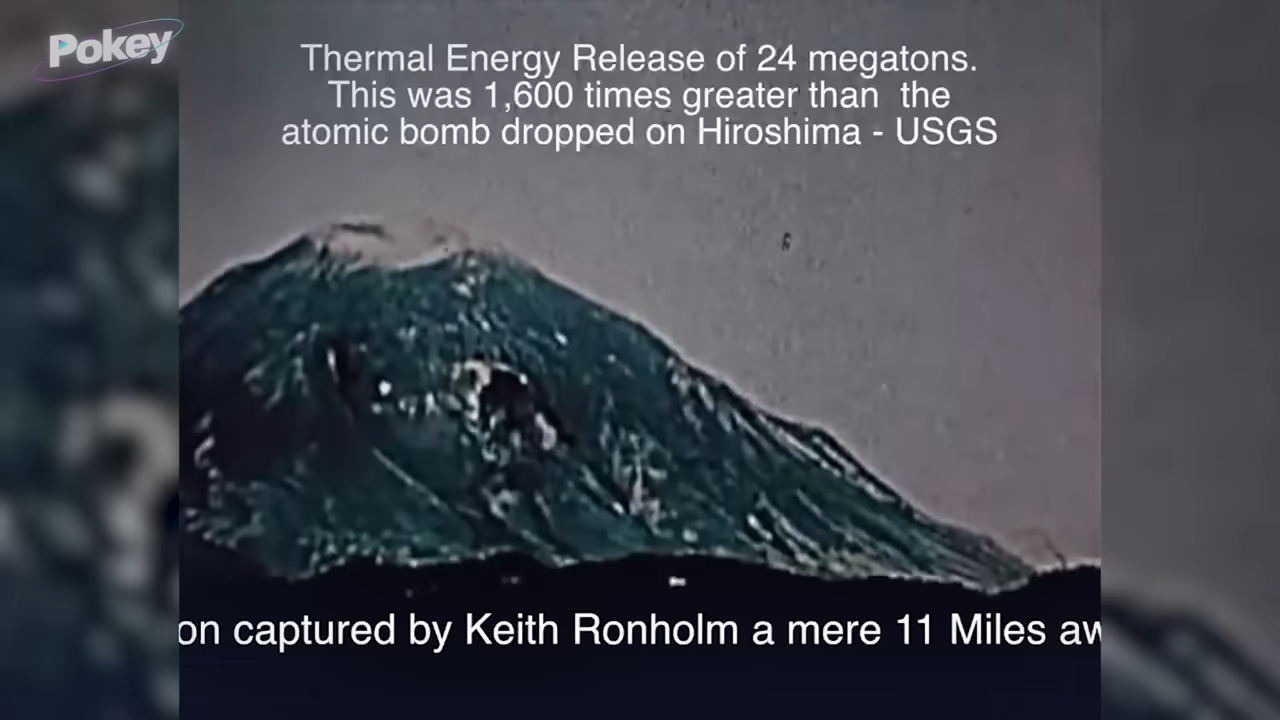 Pokey
Thermal Energy Release of 24 megatons.
This was 1,600 times greater than the
atomic bomb dropped on Hiroshima - USGS
on captured by Keith Ronholm a mere 11 Miles aw